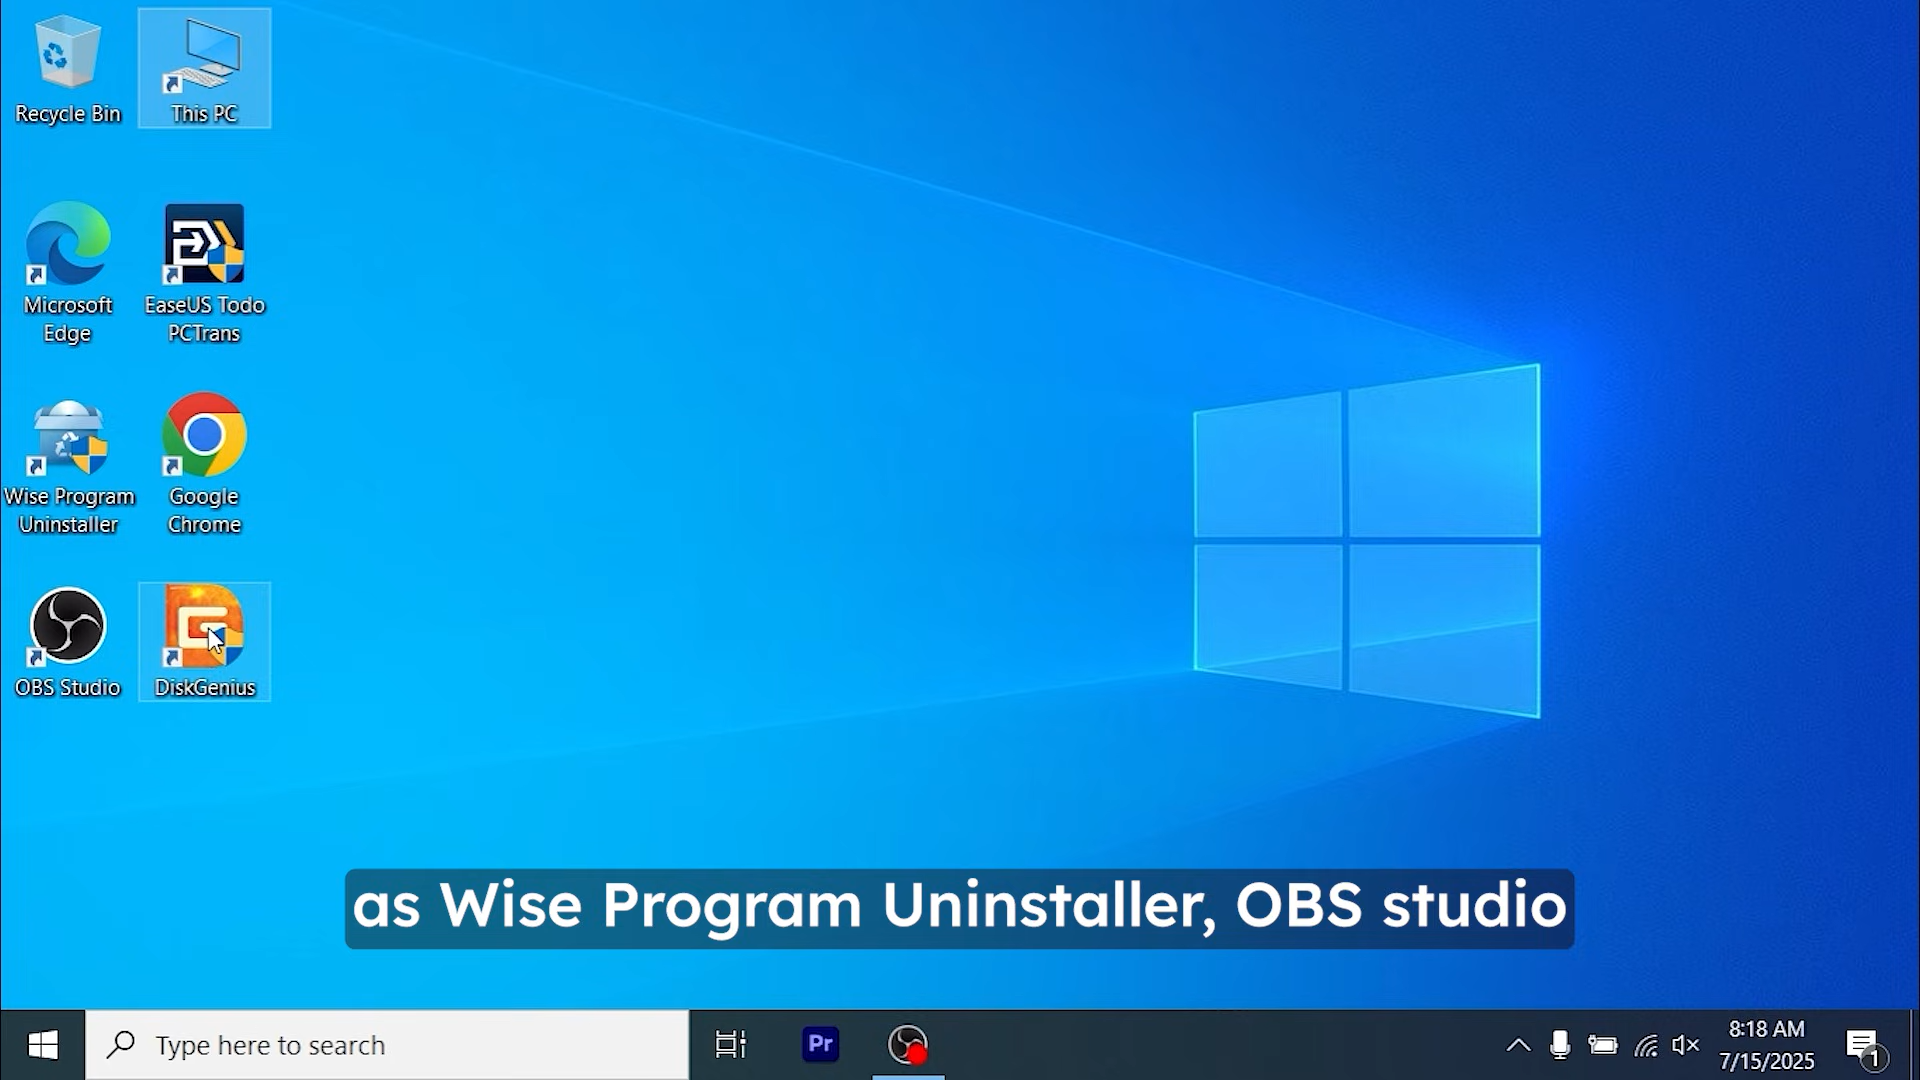 Recycle Bin
This PC
Microsoft
Edge
EaseUS Todo
PCTrans
Wise Program
Uninstaller
Google
Chrome
OBS Studio
DiskGenius
as Wise Program Uninstaller, OBS studio
Type here to search
Pr
8:18 AM
7/15/2025
1